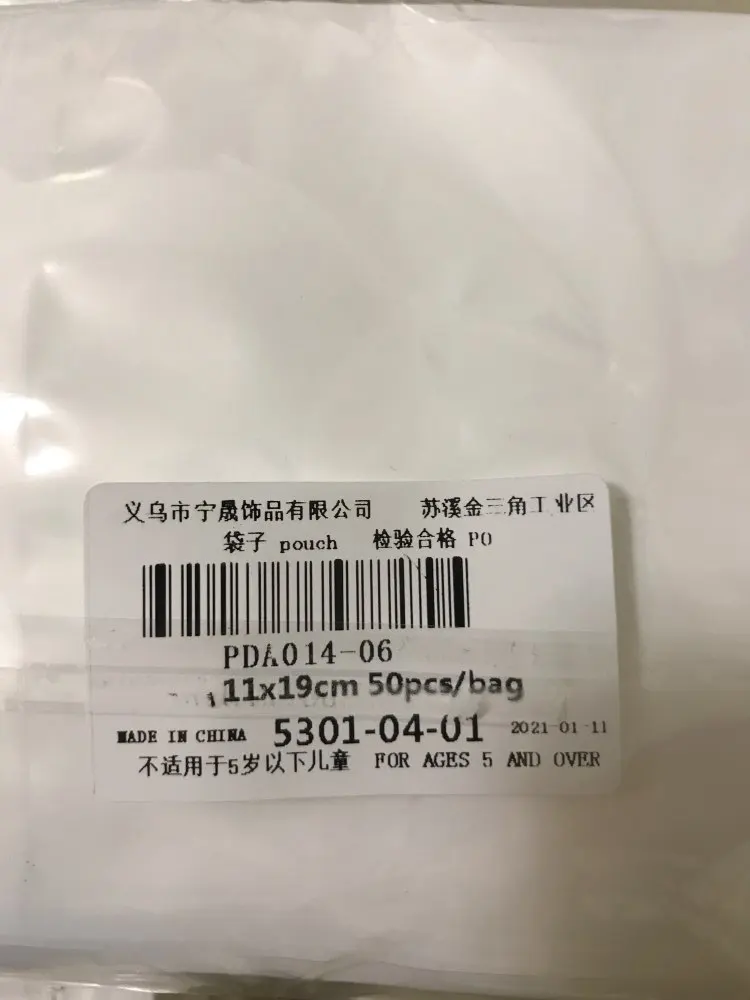 义乌市宁晟饰品有限公司 苏溪金三角工业区
袋子 pouch 检验合格 P0
PDA014-06
11x19cm 50pcs/bag
MADE IN CHINA 5301-04-01 2021-01-11
不适用于5岁以下儿童 FOR AGES 5 AND OVER